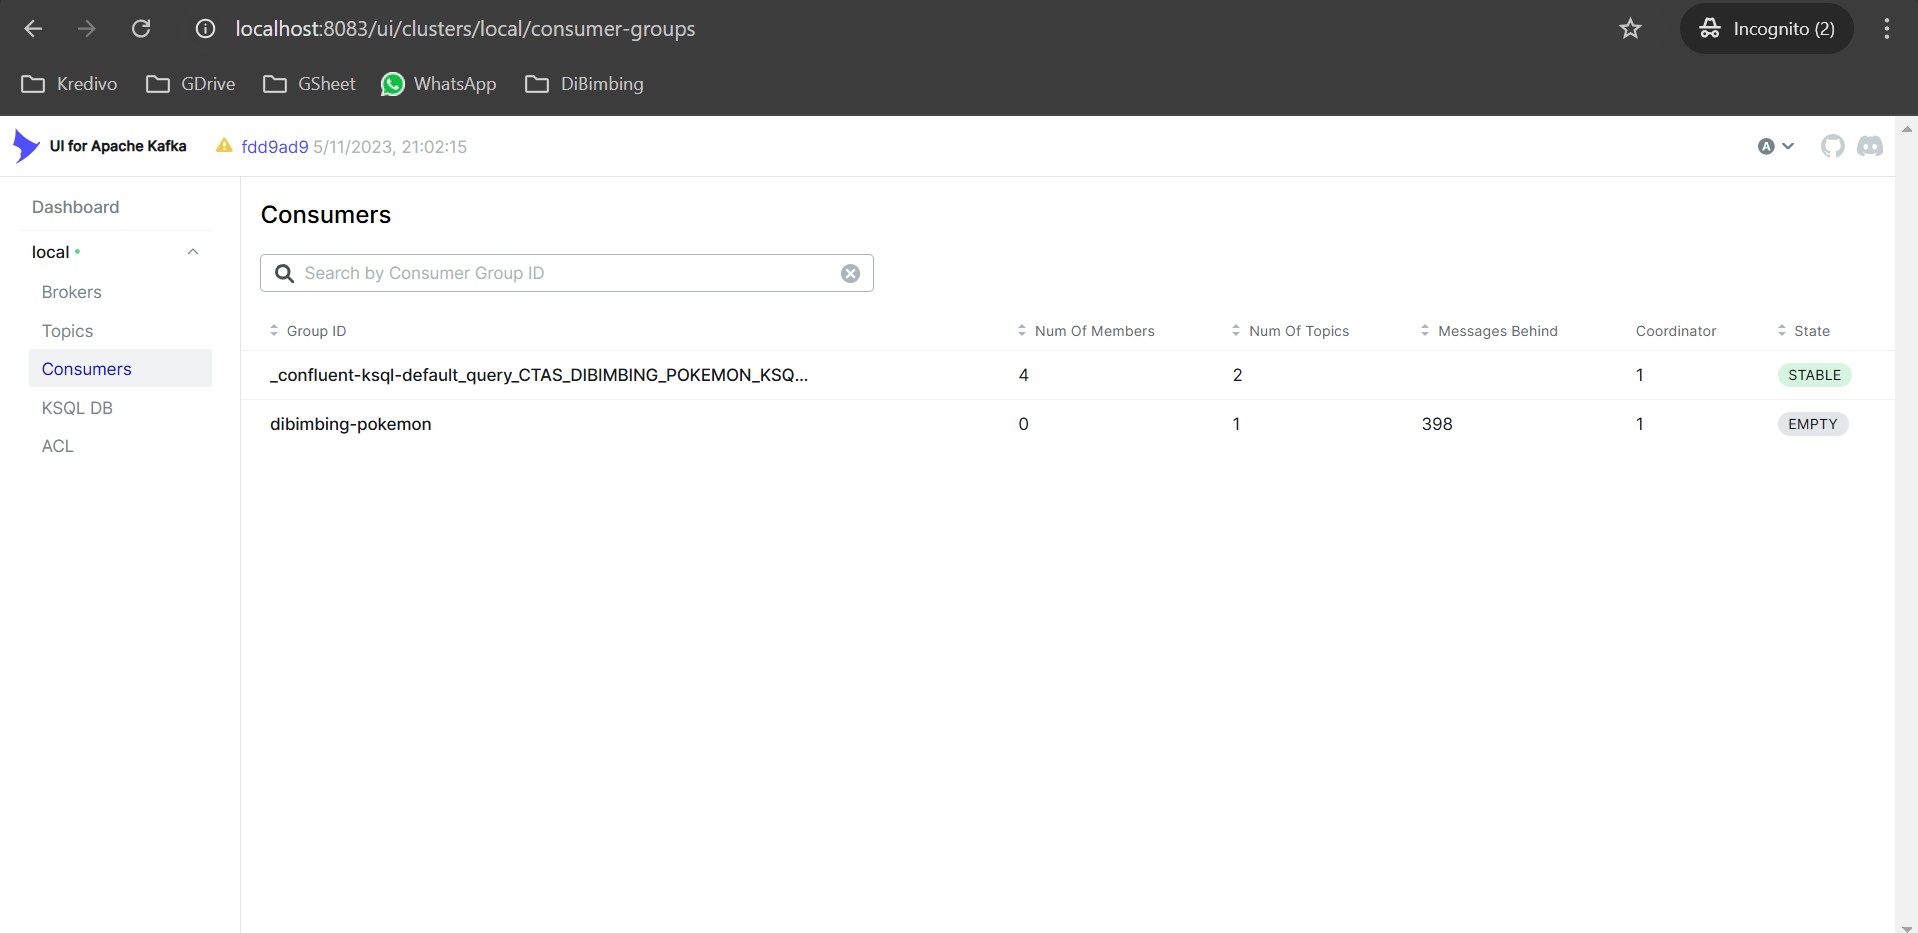 localhost:8083/ui/clusters/local/consumer-groups
Incognito (2)
Kredivo GDrive GSheet WhatsApp DiBimbing
UI for Apache Kafka fdd9ad9 5/11/2023, 21:02:15
A
Dashboard
local
Brokers
Topics
Consumers
KSQL DB
ACL
Consumers
Search by Consumer Group ID
Group ID Num Of Members Num Of Topics Messages Behind Coordinator State
_confluent-ksql-default_query_CTAS_DIBIMBING_POKEMON_KSQ... 4 2 1 STABLE
dibimbing-pokemon 0 1 398 1 EMPTY